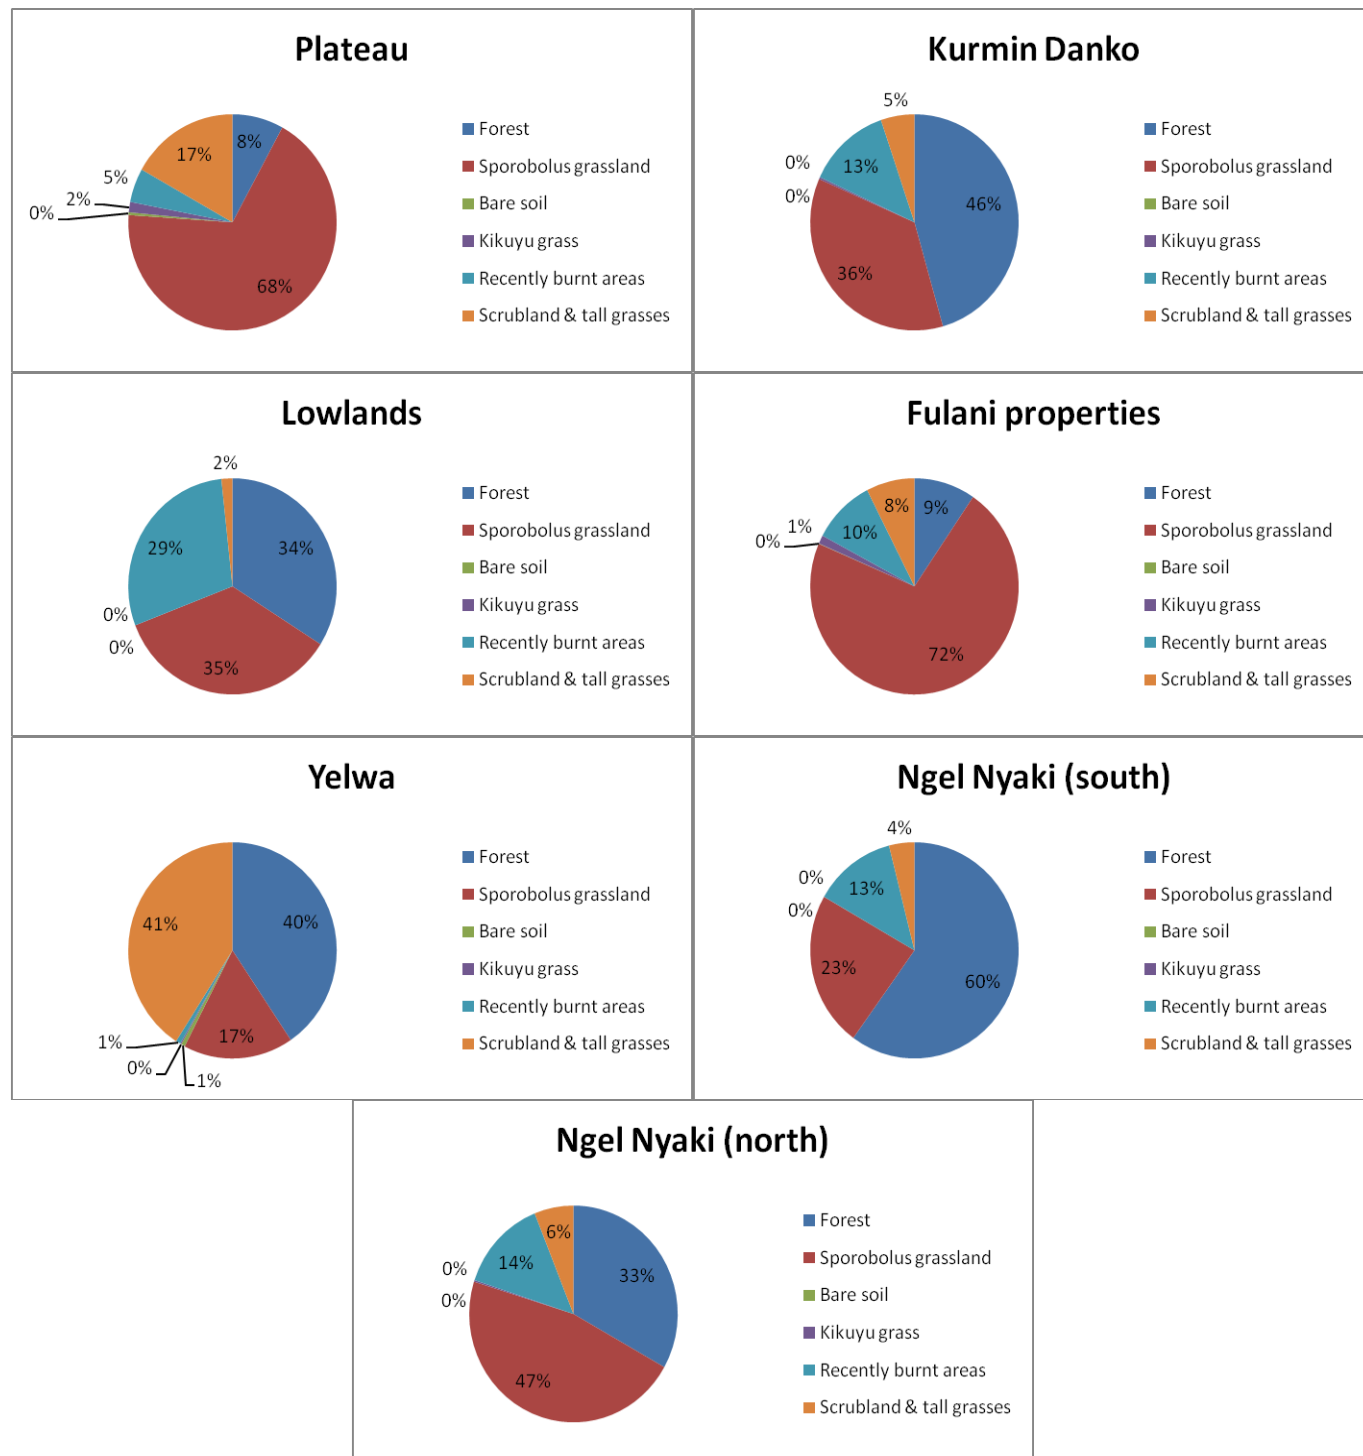 Plateau
8%
68%
0%
2%
5%
17%
Forest
Sporobolus grassland
Bare soil
Kikuyu grass
Recently burnt areas
Scrubland & tall grasses
Kurmin Danko
5%
46%
36%
0%
0%
13%
Forest
Sporobolus grassland
Bare soil
Kikuyu grass
Recently burnt areas
Scrubland & tall grasses
Lowlands
2%
34%
35%
0%
0%
29%
Forest
Sporobolus grassland
Bare soil
Kikuyu grass
Recently burnt areas
Scrubland & tall grasses
Fulani properties
9%
72%
0%
1%
10%
8%
Forest
Sporobolus grassland
Bare soil
Kikuyu grass
Recently burnt areas
Scrubland & tall grasses
Yelwa
40%
17%
1%
0%
1%
41%
Forest
Sporobolus grassland
Bare soil
Kikuyu grass
Recently burnt areas
Scrubland & tall grasses
Ngel Nyaki (south)
4%
60%
23%
0%
0%
13%
Forest
Sporobolus grassland
Bare soil
Kikuyu grass
Recently burnt areas
Scrubland & tall grasses
Ngel Nyaki (north)
33%
47%
0%
0%
14%
6%
Forest
Sporobolus grassland
Bare soil
Kikuyu grass
Recently burnt areas
Scrubland & tall grasses